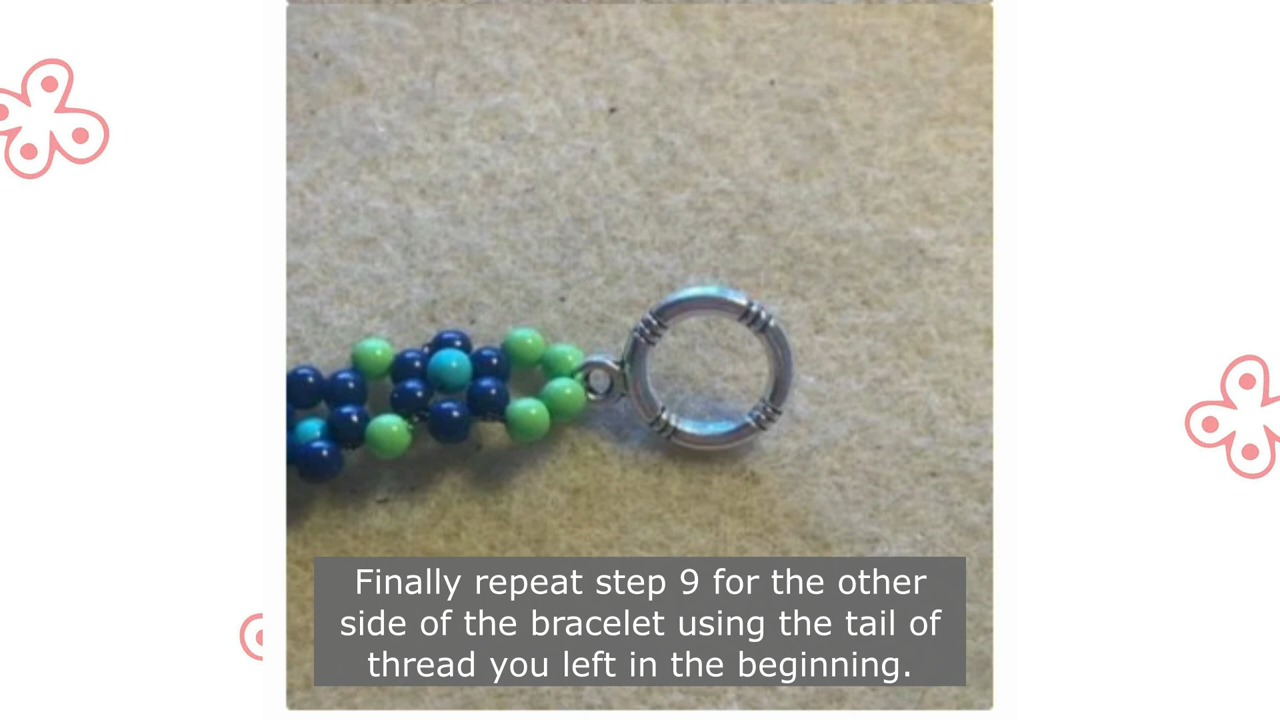 Finally repeat step 9 for the other
side of the bracelet using the tail of
thread you left in the beginning.